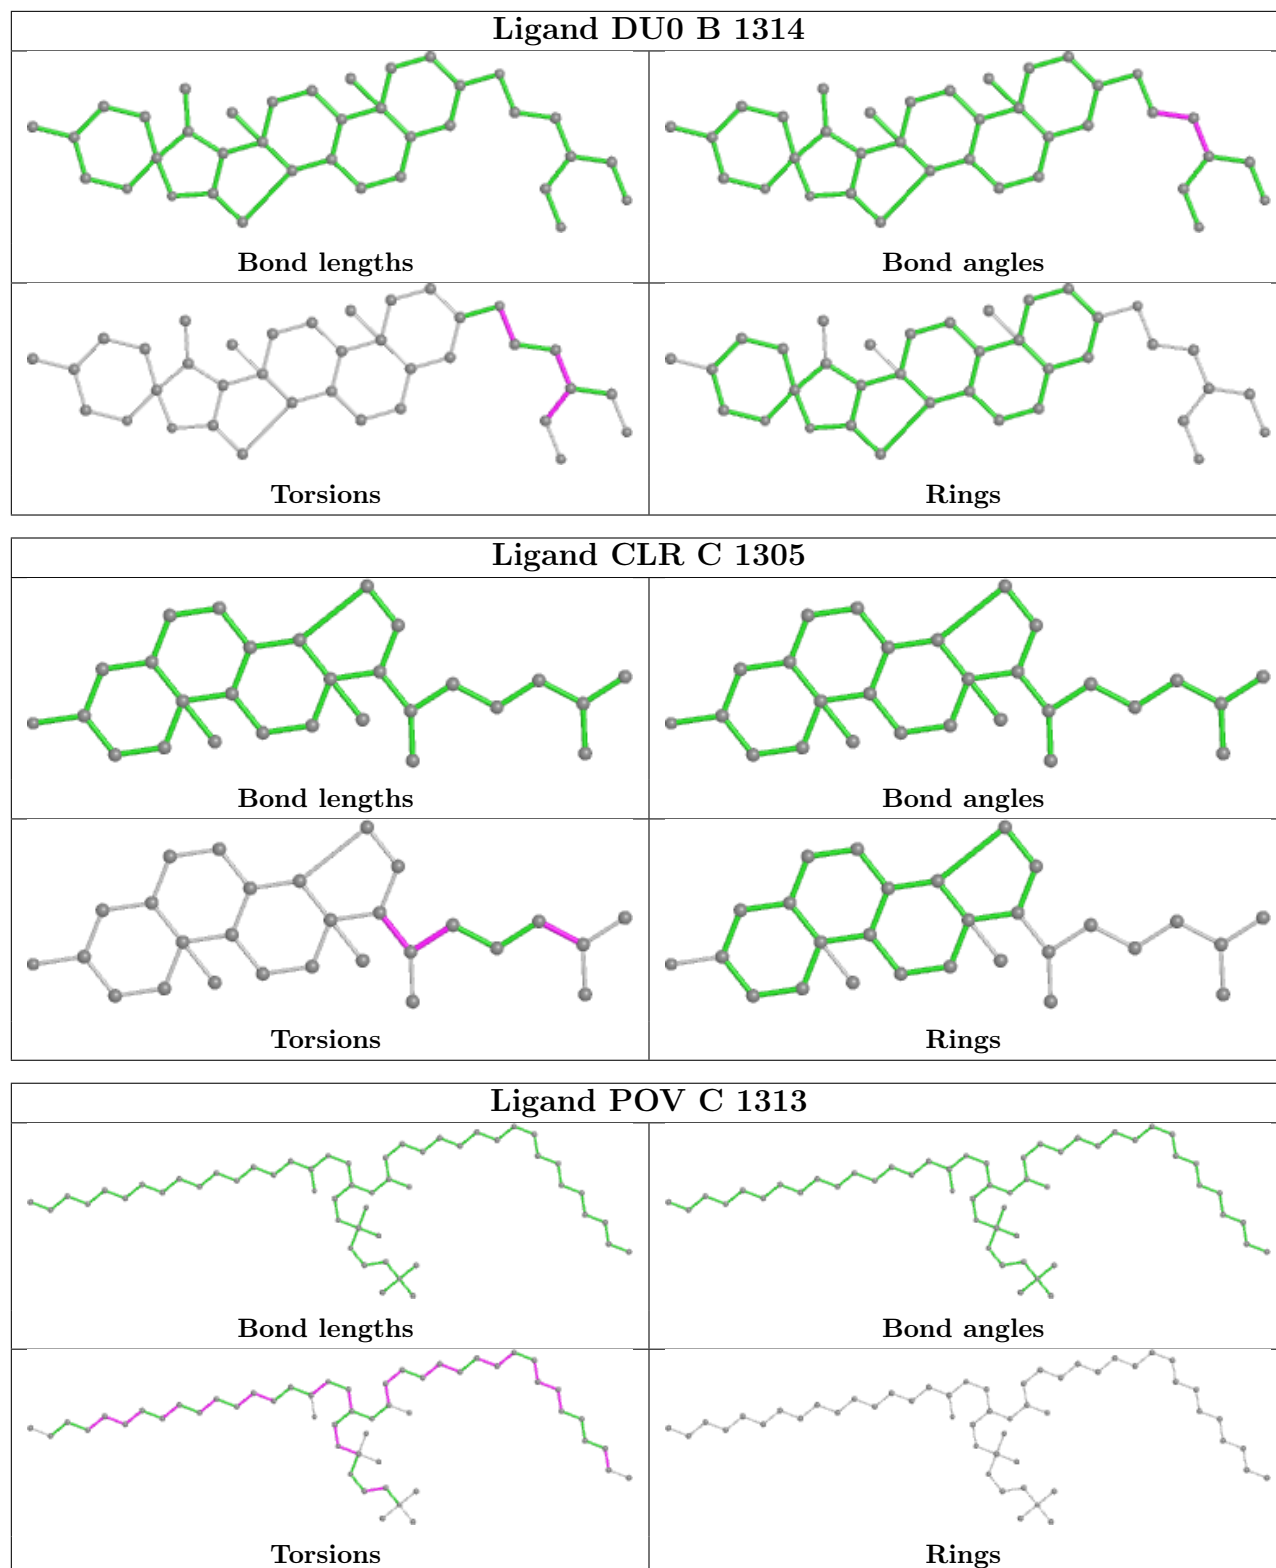 Ligand DU0 B 1314
Bond lengths
Bond angles
Torsions
Rings
Ligand CLR C 1305
Bond lengths
Bond angles
Torsions
Rings
Ligand POV C 1313
Bond lengths
Bond angles
Torsions
Rings